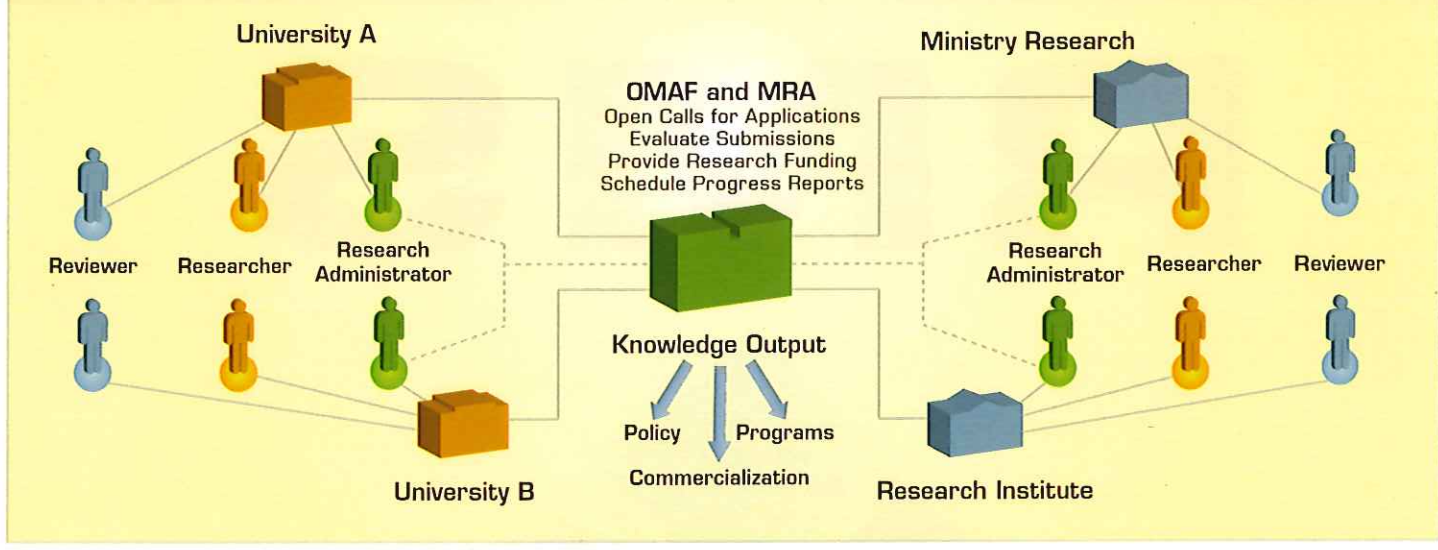 University A
Ministry Research
OMAF and MRA
Open Calls for Applications
Evaluate Submissions
Provide Research Funding
Schedule Progress Reports
Reviewer
Researcher
Research
Administrator
Research
Administrator
Researcher
Reviewer
Knowledge Output
Policy
Programs
Commercialization
University B
Research Institute